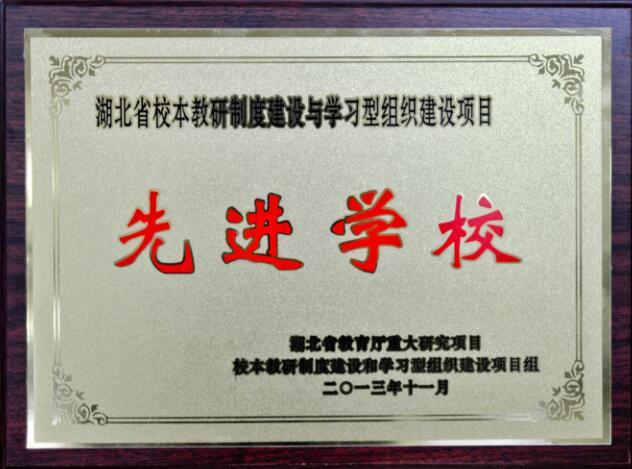 湖北省校本教研制度建设与学习型组织建设项目
先进学校
湖北省教育厅重大研究项目
校本教研制度建设和学习型组织建设项目组
二〇一三年十一月